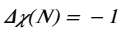 Δχ(N) = − 1